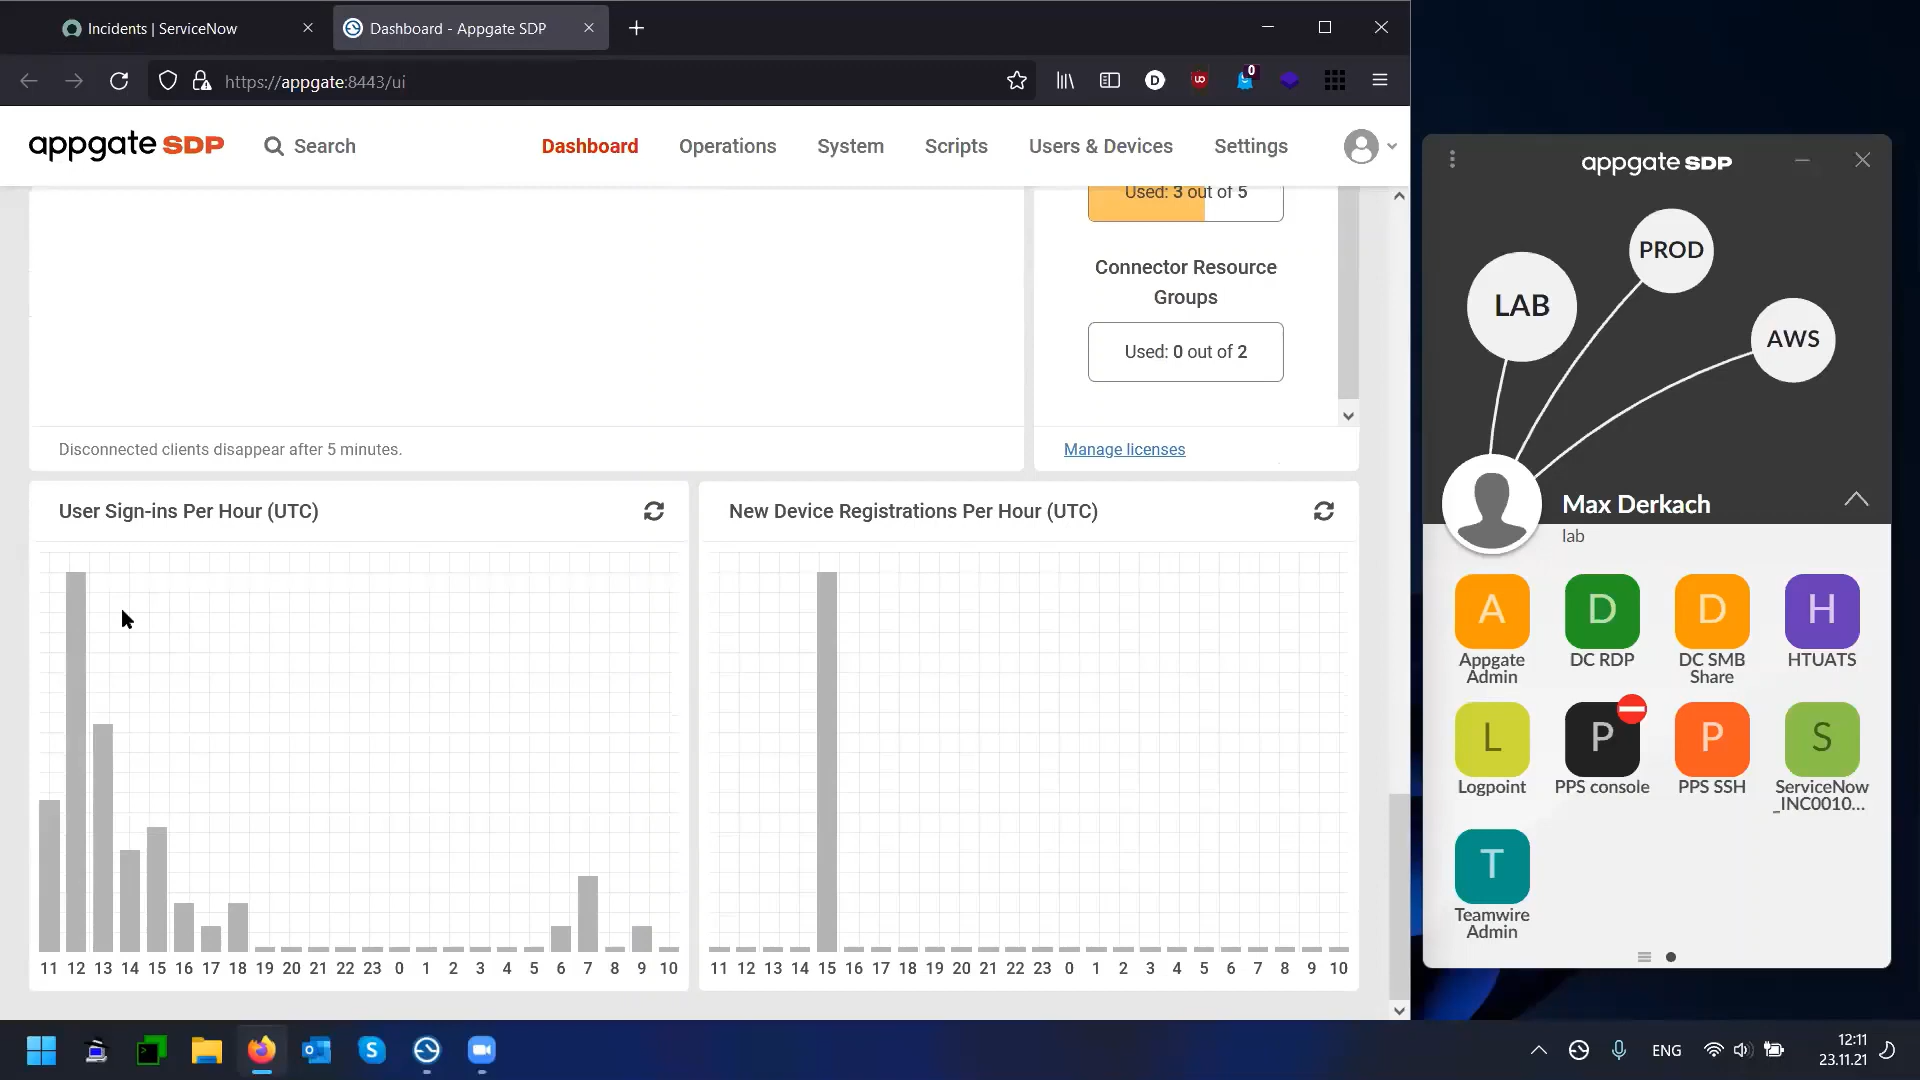 Incidents | ServiceNow
Dashboard - Appgate SDP
https://appgate:8443/ui
D
uo
0
appgate SDP
Search
Dashboard
Operations
System
Scripts
Users & Devices
Settings
Used: 3 out of 5
Connector Resource
Groups
Used: 0 out of 2
Disconnected clients disappear after 5 minutes.
Manage licenses
User Sign-ins Per Hour (UTC)
11 12 13 14 15 16 17 18 19 20 21 22 23 0 1 2 3 4 5 6 7 8 9 10
New Device Registrations Per Hour (UTC)
11 12 13 14 15 16 17 18 19 20 21 22 23 0 1 2 3 4 5 6 7 8 9 10
appgate SDP
PROD
LAB
AWS
Max Derkach
lab
A
Appgate
Admin
D
DC RDP
D
DC SMB
Share
H
HTUATS
L
Logpoint
P
PPS console
P
PPS SSH
S
ServiceNow
_INC0010...
T
Teamwire
Admin
S
ENG
12:11
23.11.21